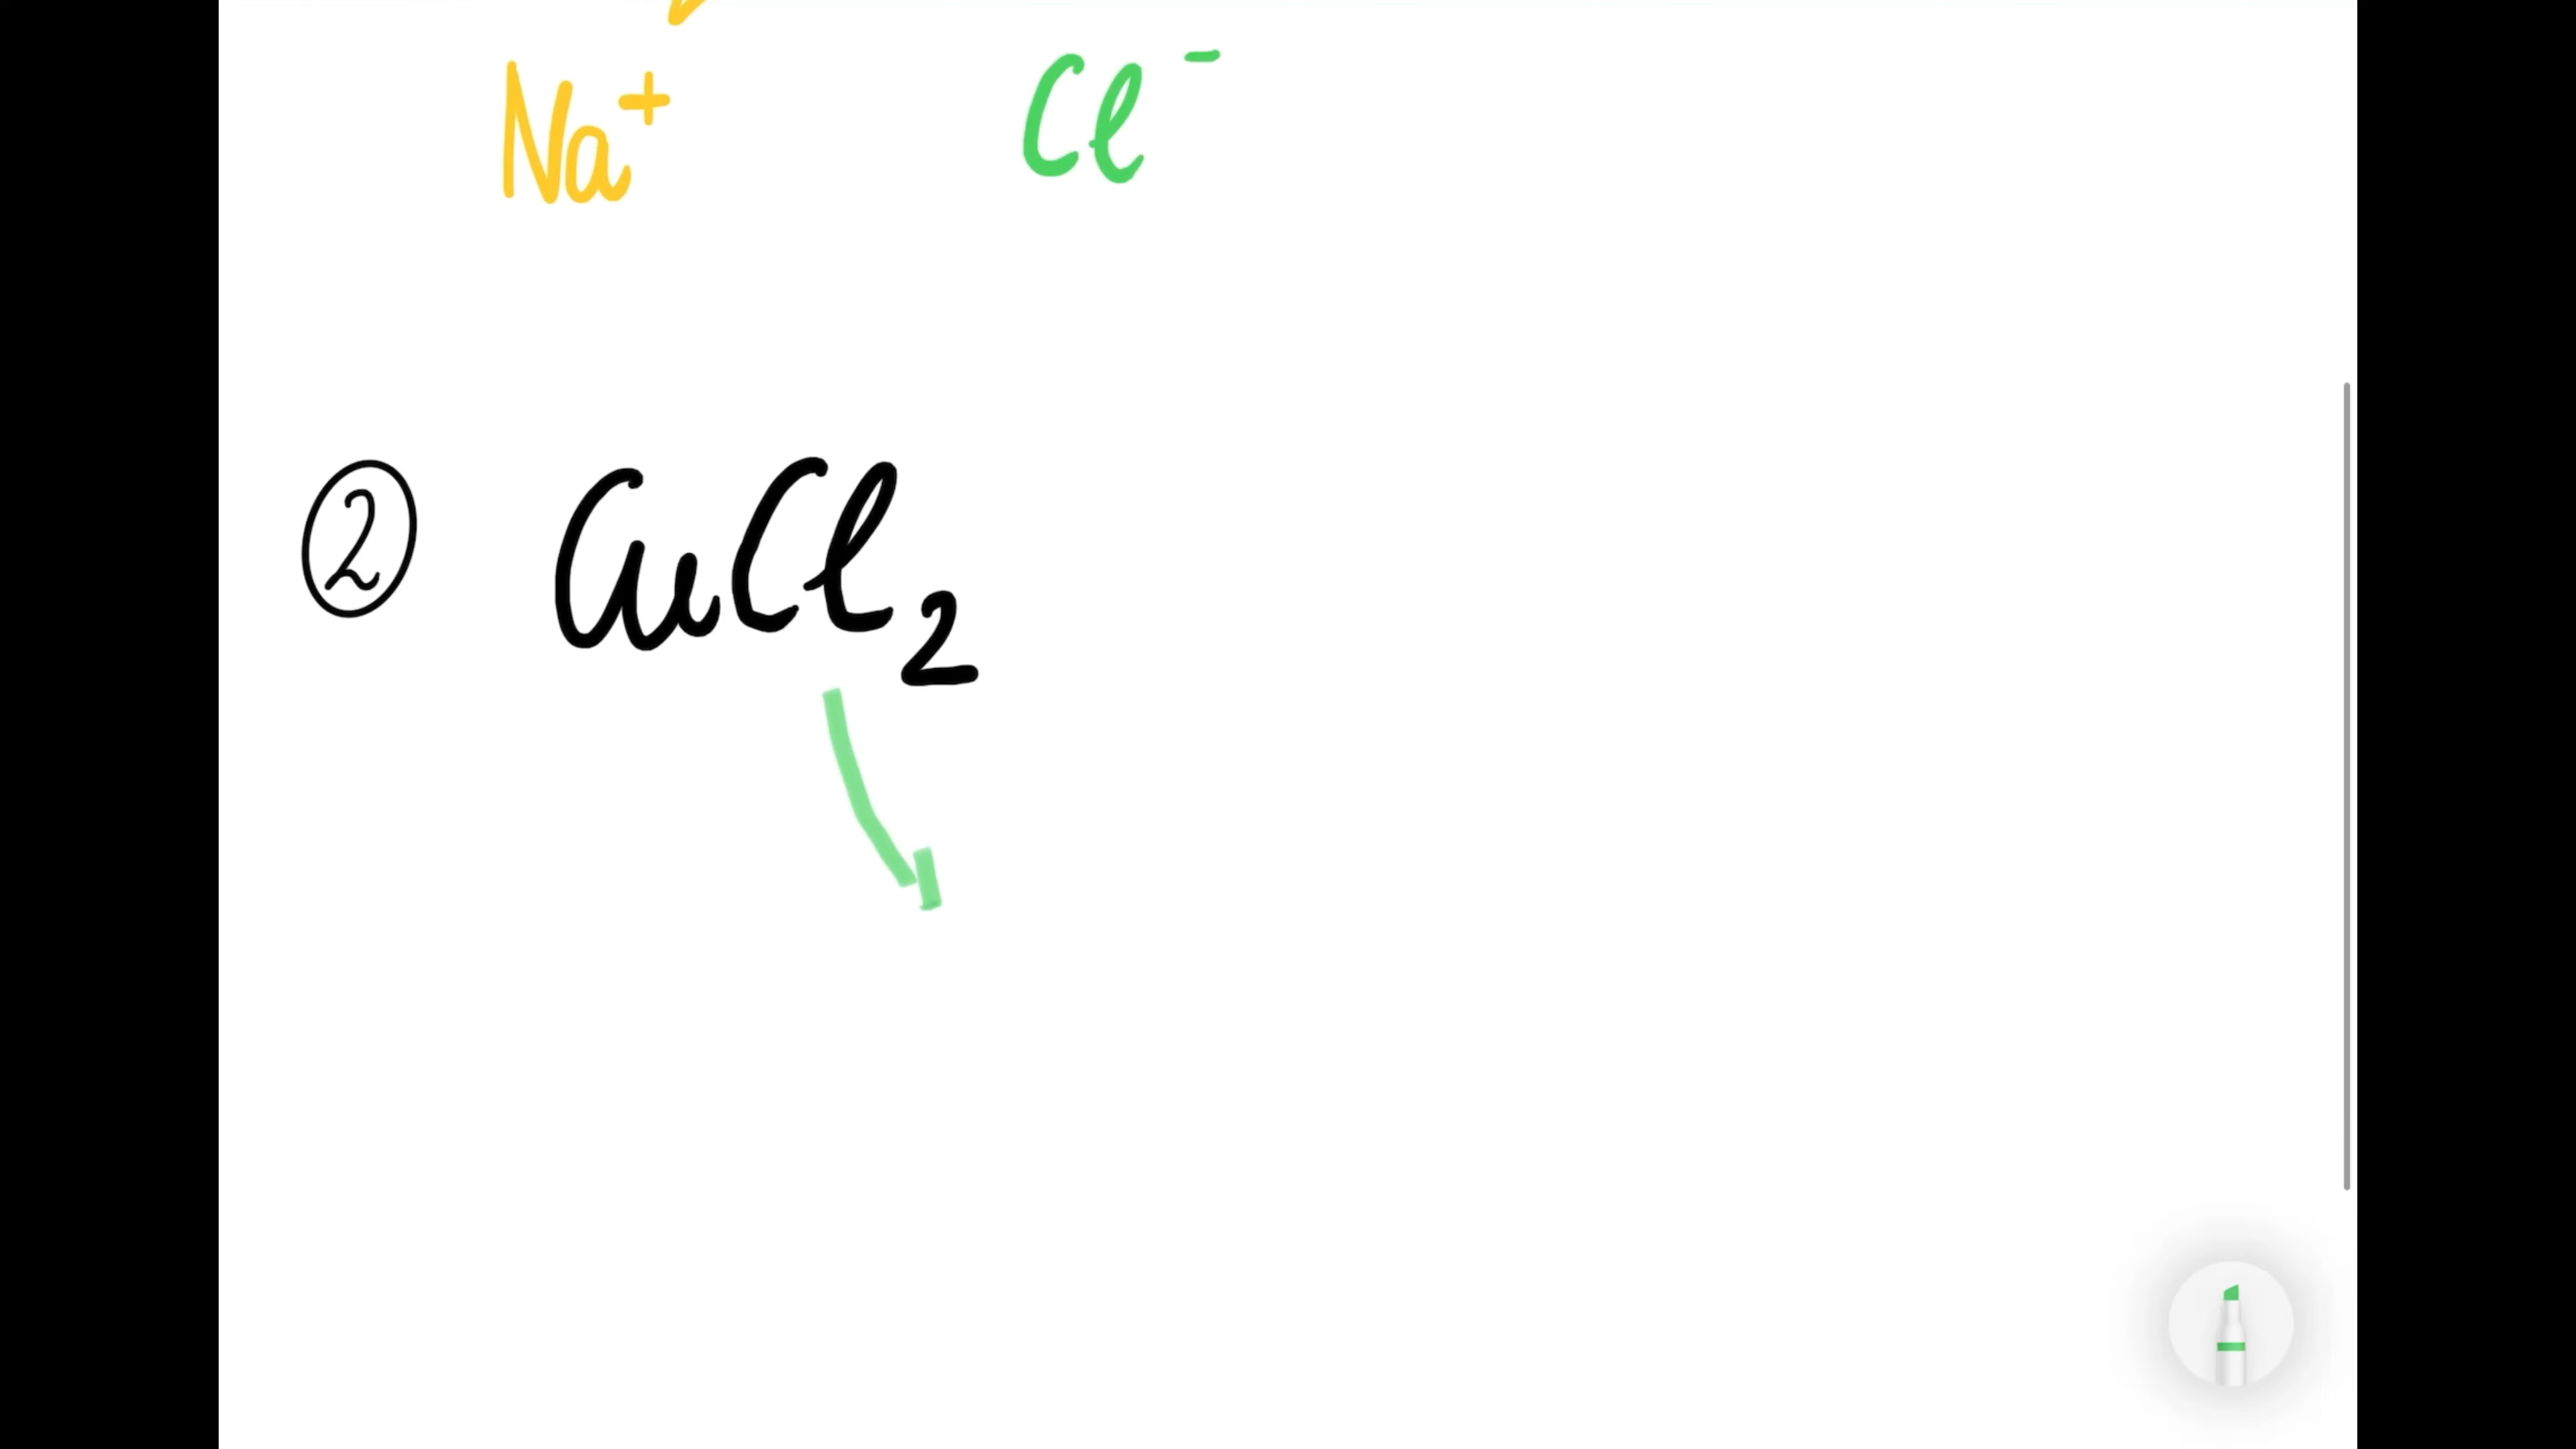 Na⁺ Cl⁻
② CuCl₂